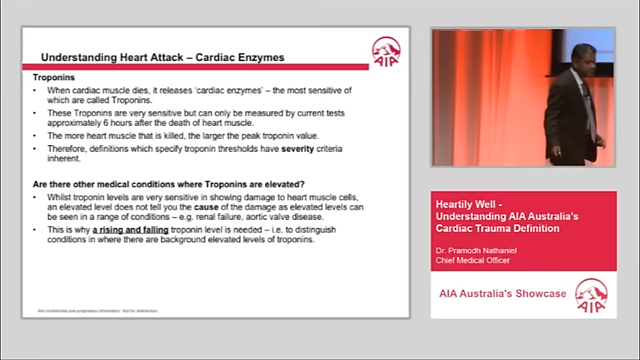 Understanding Heart Attack – Cardiac Enzymes
AIA
Troponins
• When cardiac muscle dies, it releases ‘cardiac enzymes’ – the most sensitive
of which are called Troponins.
• These Troponins are very sensitive but can only be measured by current tests
approximately 6 hours after the death of heart muscle.
• The more heart muscle that is killed, the larger the peak troponin value.
• Therefore, definitions which specify troponin thresholds have severity criteria
inherent.
Are there other medical conditions where Troponins are elevated?
• Whilst troponin levels are very sensitive in showing damage to heart muscle cells,
an elevated level does not tell you the cause of the damage as elevated levels can
be seen in a range of conditions – e.g. renal failure, aortic valve disease.
• This is why a rising and falling troponin level is needed – i.e. to distinguish
conditions in where there are background elevated levels of troponins.
AIA confidential and proprietary information. Not for distribution.
Heartily Well -
Understanding AIA Australia's
Cardiac Trauma Definition
Dr. Pramodh Nathaniel
Chief Medical Officer
AIA Australia's Showcase
AIA